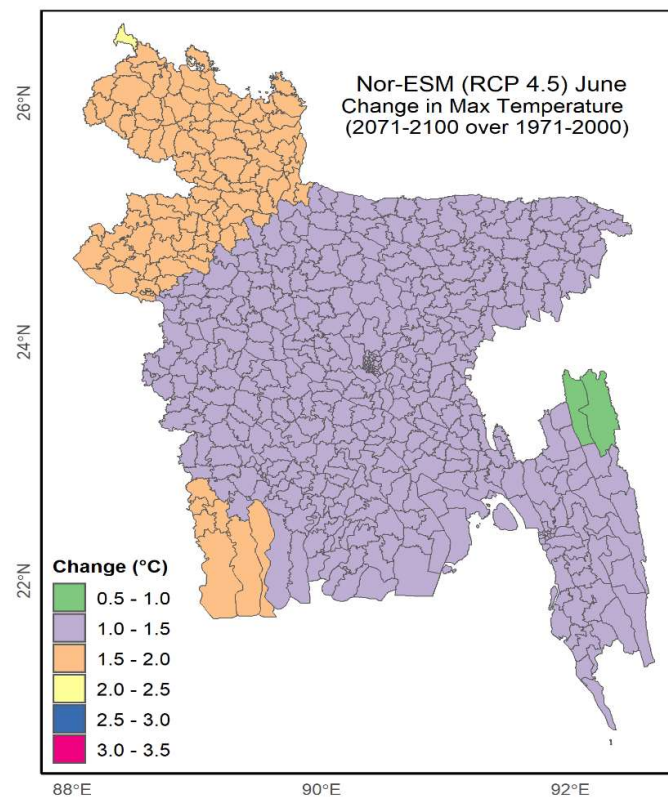 Nor-ESM (RCP 4.5) June
Change in Max Temperature
(2071-2100 over 1971-2000)
26°N
24°N
22°N
Change (°C)
0.5 - 1.0
1.0 - 1.5
1.5 - 2.0
2.0 - 2.5
2.5 - 3.0
3.0 - 3.5
88°E
90°E
92°E